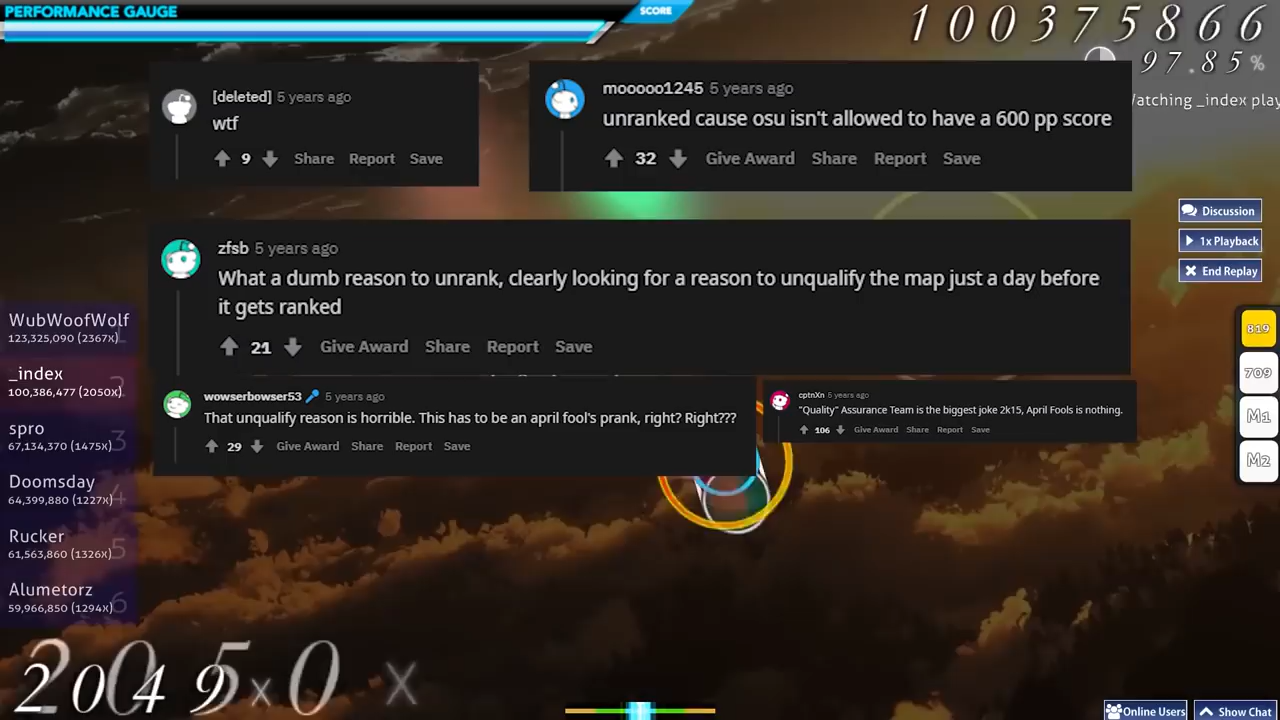 PERFORMANCE GAUGE
SCORE
100375866
97.85%
[deleted] 5 years ago
wtf
9 Share Report Save
mooooo1245 5 years ago
unranked cause osu isn't allowed to have a 600 pp score
32 Give Award Share Report Save
Watching _index play
zfsb 5 years ago
What a dumb reason to unrank, clearly looking for a reason to unqualify the map just a day before
it gets ranked
21 Give Award Share Report Save
Discussion
1x Playback
End Replay
wowserbowser53 5 years ago
That unqualify reason is horrible. This has to be an april fool's prank, right? Right???
29 Give Award Share Report Save
cptnXn 5 years ago
"Quality" Assurance Team is the biggest joke 2k15, April Fools is nothing.
106 Give Award Share Report Save
WubWoofWolf
123,325,090 (2367x)
_index
100,386,477 (2050x)
2
spro
67,134,370 (1475x)
3
Doomsday
64,399,880 (1227x)
4
Rucker
61,563,860 (1326x)
5
Alumetorz
59,966,850 (1294x)
6
819
709
M1
M2
2049x
2050x
Online Users
Show Chat